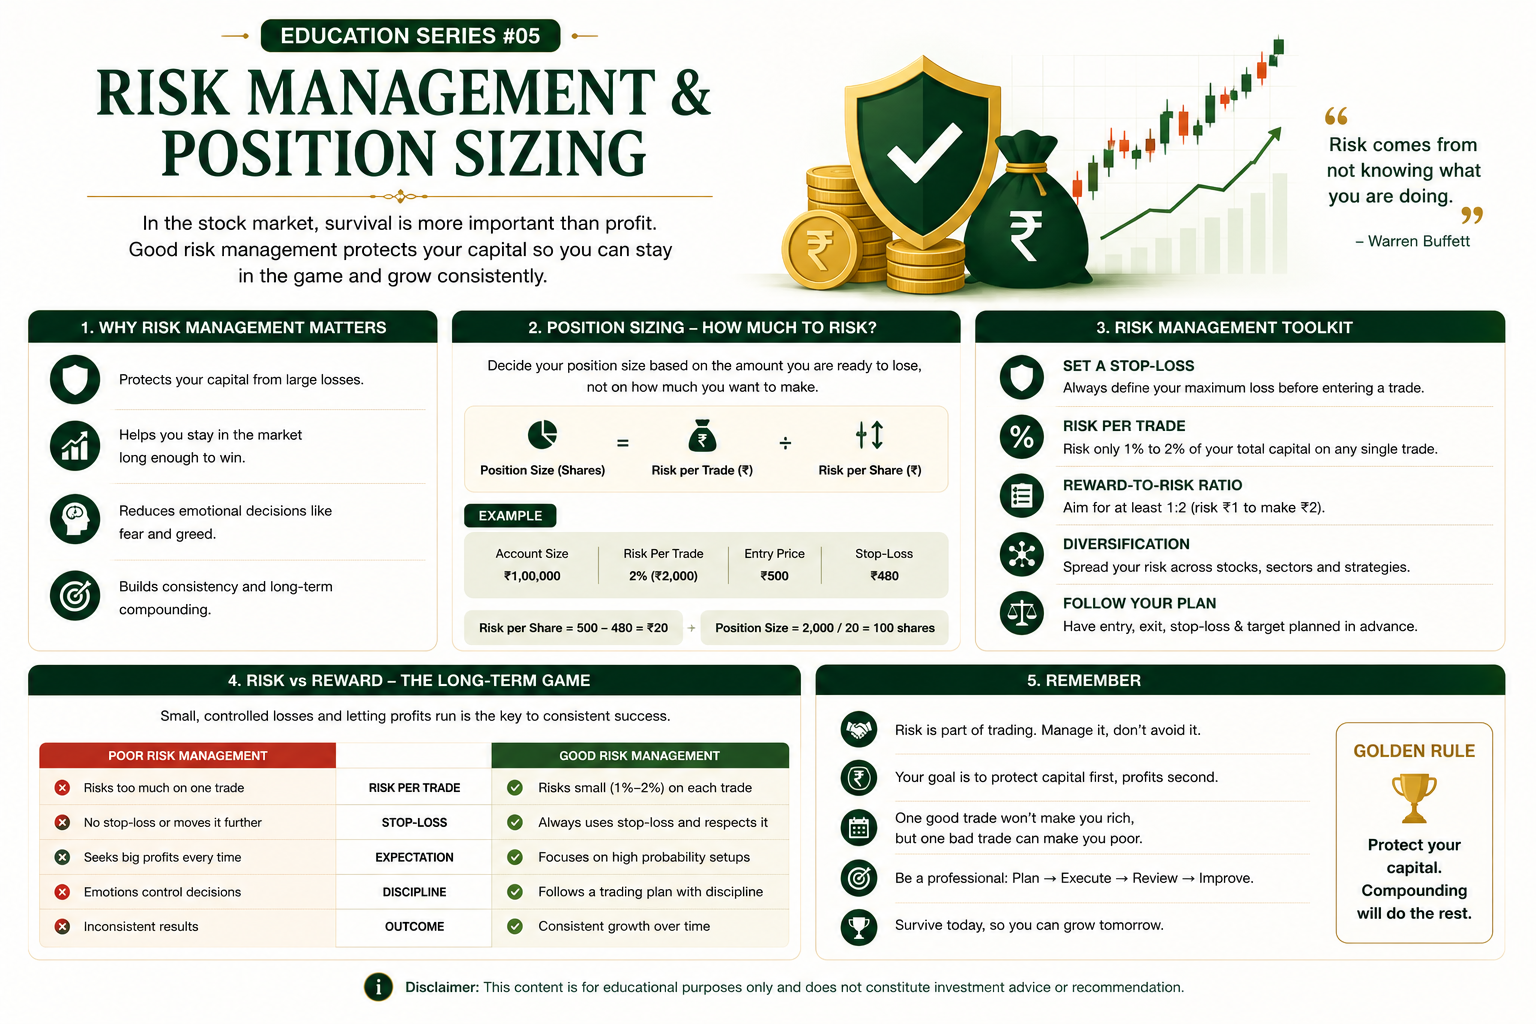 EDUCATION SERIES #05
RISK MANAGEMENT &
POSITION SIZING
In the stock market, survival is more important than profit.
Good risk management protects your capital so you can stay
in the game and grow consistently.
₹
₹
“
Risk comes from
not knowing what
you are doing.
”
– Warren Buffett
1. WHY RISK MANAGEMENT MATTERS
Protects your capital from large losses.
Helps you stay in the market
long enough to win.
Reduces emotional decisions like
fear and greed.
Builds consistency and long-term
compounding.
2. POSITION SIZING – HOW MUCH TO RISK?
Decide your position size based on the amount you are ready to lose,
not on how much you want to make.
= ₹ ÷
Position Size (Shares) Risk per Trade (₹) Risk per Share (₹)
EXAMPLE
Account Size Risk Per Trade Entry Price Stop-Loss
₹1,00,000 2% (₹2,000) ₹500 ₹480
Risk per Share = 500 – 480 = ₹20 + Position Size = 2,000 / 20 = 100 shares
3. RISK MANAGEMENT TOOLKIT
SET A STOP-LOSS
Always define your maximum loss before entering a trade.
%
RISK PER TRADE
Risk only 1% to 2% of your total capital on any single trade.
REWARD-TO-RISK RATIO
Aim for at least 1:2 (risk ₹1 to make ₹2).
DIVERSIFICATION
Spread your risk across stocks, sectors and strategies.
FOLLOW YOUR PLAN
Have entry, exit, stop-loss & target planned in advance.
4. RISK vs REWARD – THE LONG-TERM GAME
Small, controlled losses and letting profits run is the key to consistent success.
POOR RISK MANAGEMENT GOOD RISK MANAGEMENT
Risks too much on one trade RISK PER TRADE Risks small (1%–2%) on each trade
No stop-loss or moves it further STOP-LOSS Always uses stop-loss and respects it
Seeks big profits every time EXPECTATION Focuses on high probability setups
Emotions control decisions DISCIPLINE Follows a trading plan with discipline
Inconsistent results OUTCOME Consistent growth over time
5. REMEMBER
Risk is part of trading. Manage it, don’t avoid it.
₹
Your goal is to protect capital first, profits second.
One good trade won’t make you rich,
but one bad trade can make you poor.
Be a professional: Plan → Execute → Review → Improve.
Survive today, so you can grow tomorrow.
GOLDEN RULE
Protect your
capital.
Compounding
will do the rest.
i
Disclaimer: This content is for educational purposes only and does not constitute investment advice or recommendation.